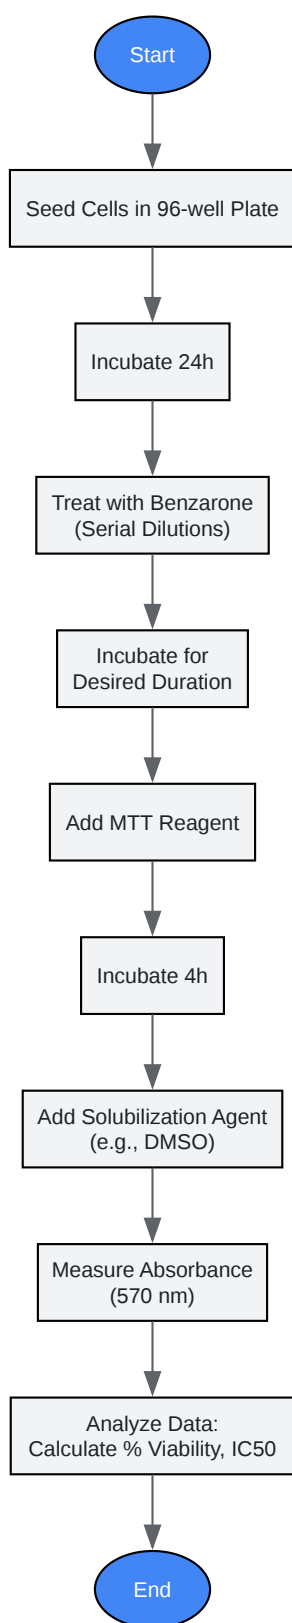 Start
Seed Cells in 96-well Plate
Incubate 24h
Treat with Benzarone
(Serial Dilutions)
Incubate for
Desired Duration
Add MTT Reagent
Incubate 4h
Add Solubilization Agent
(e.g., DMSO)
Measure Absorbance
(570 nm)
Analyze Data:
Calculate % Viability, IC50
End